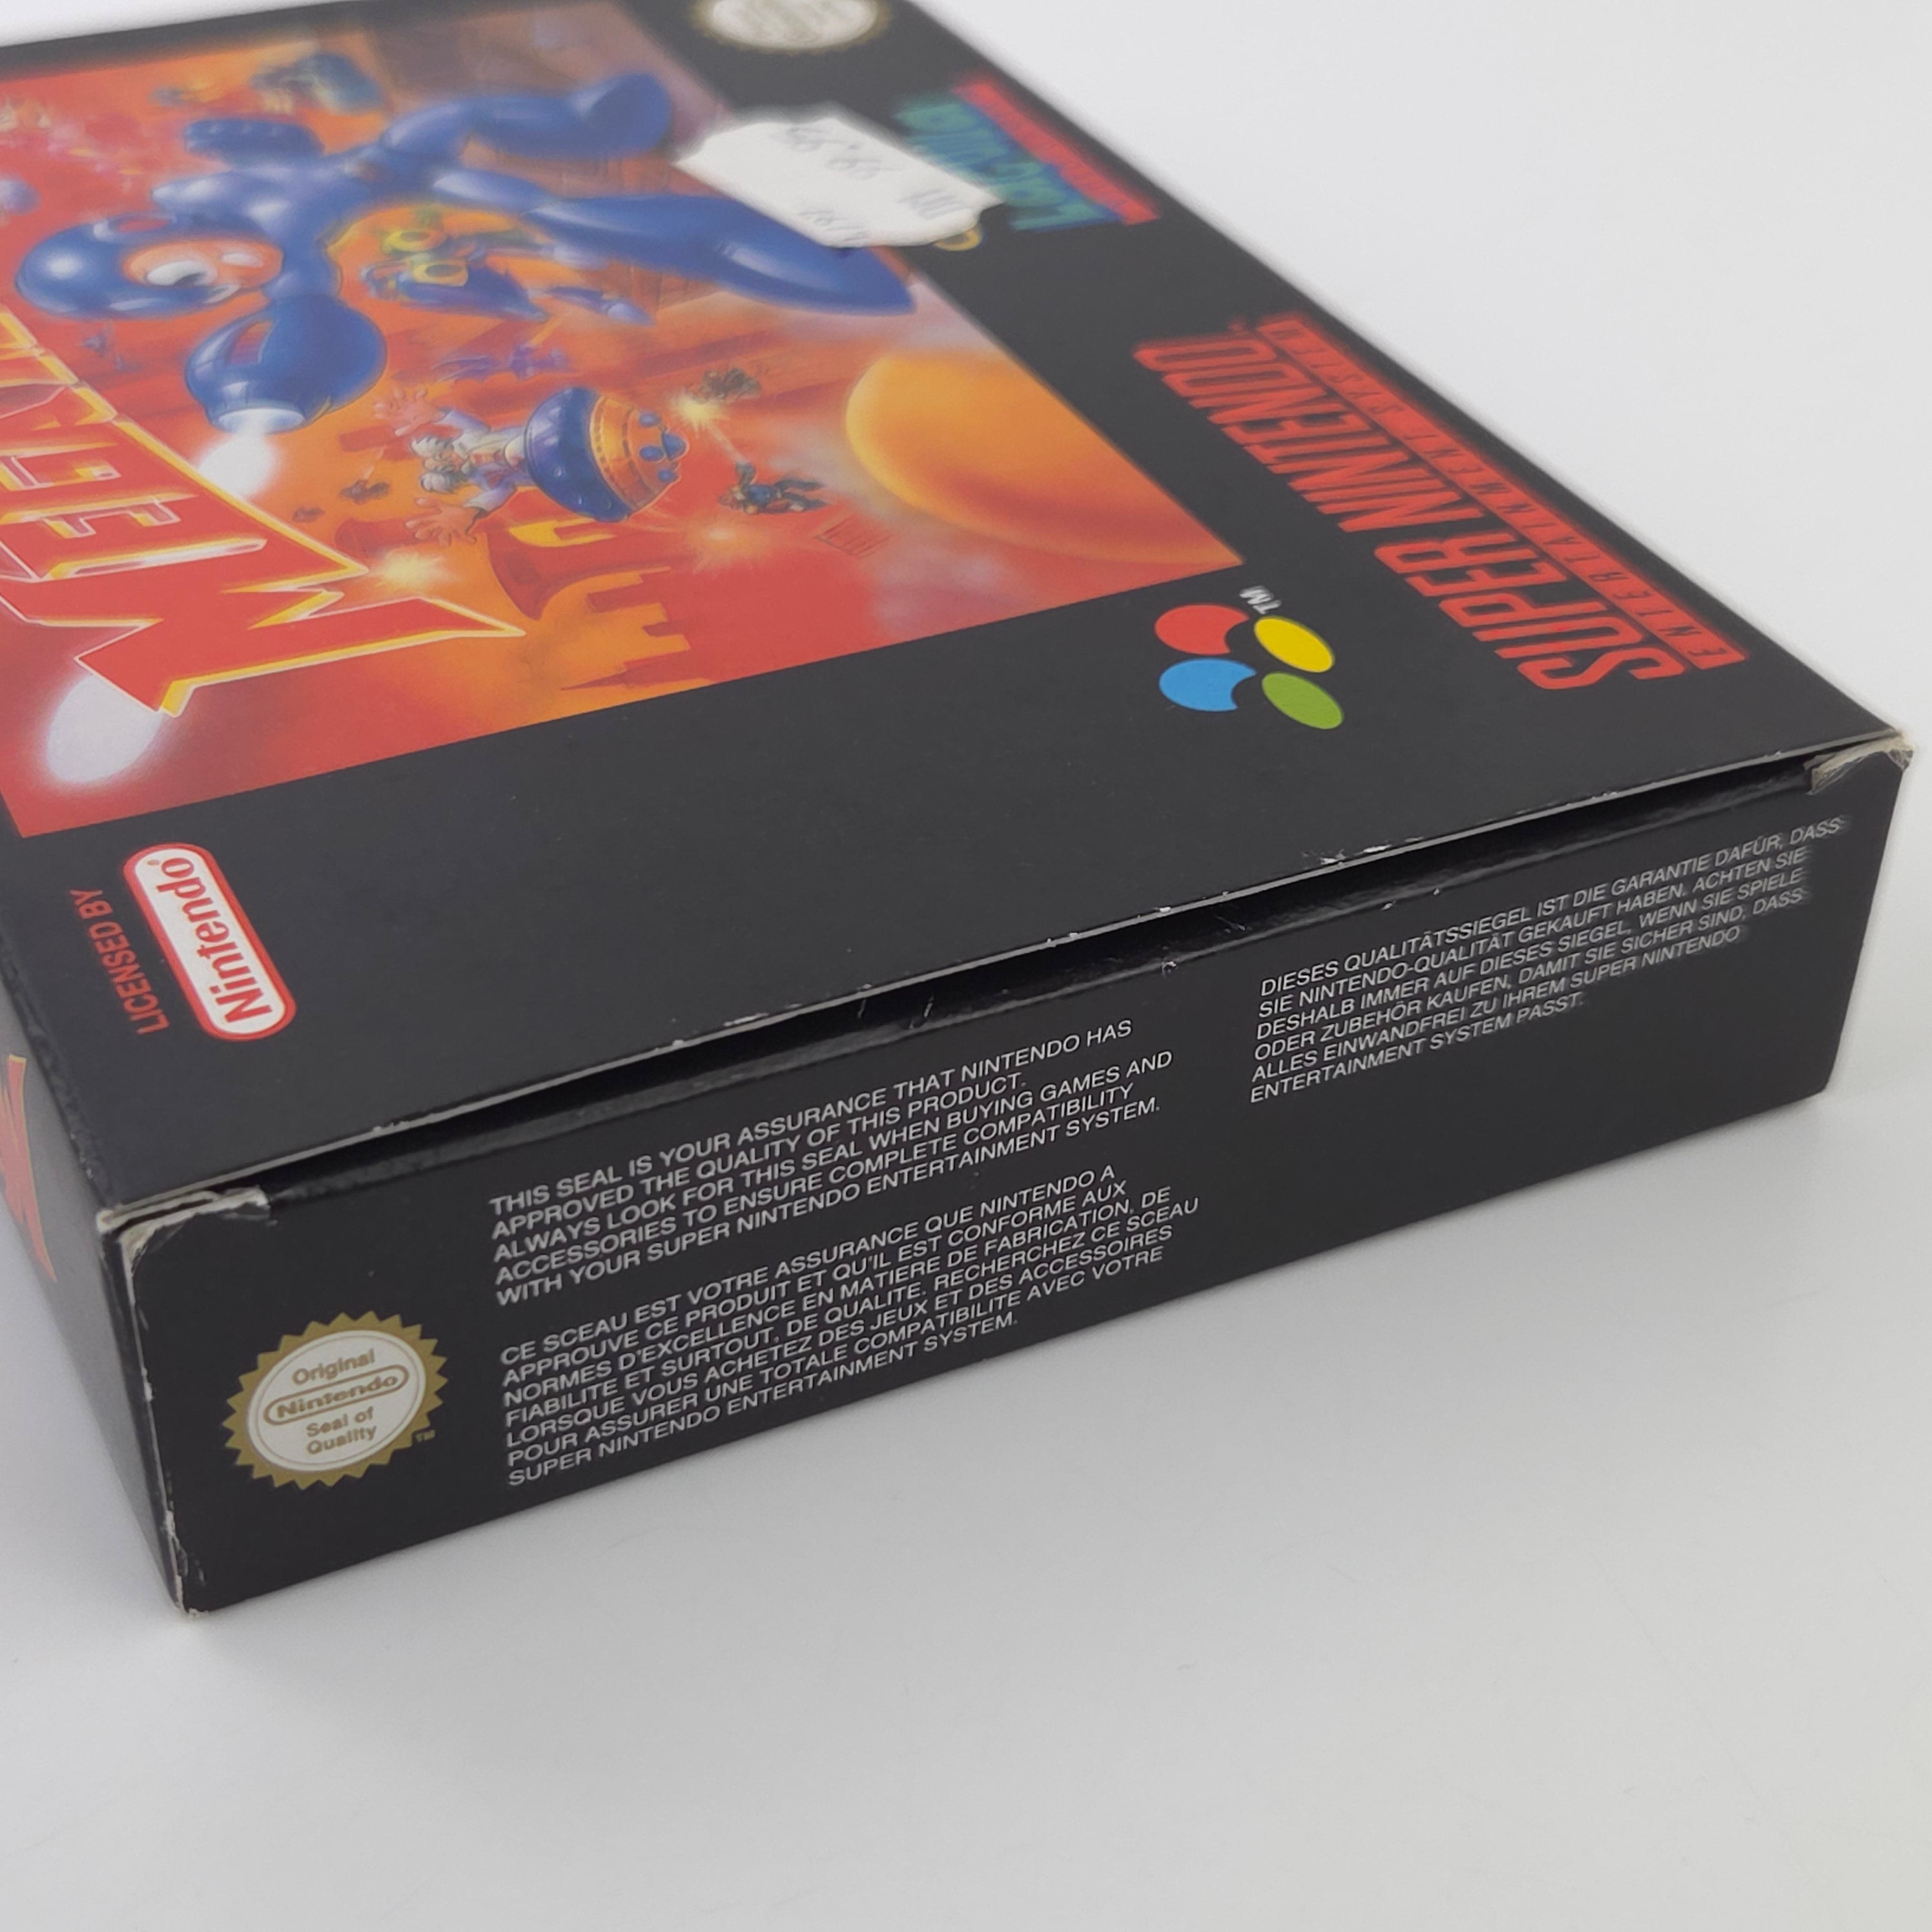 SUPER NINTENDO
ENTERTAINMENT SYSTEM
TM
MEGA
LICENSED BY
Nintendo®
DM 99,99
THIS SEAL IS YOUR ASSURANCE THAT NINTENDO HAS
APPROVED THE QUALITY OF THIS PRODUCT.
ALWAYS LOOK FOR THIS SEAL WHEN BUYING GAMES AND
ACCESSORIES TO ENSURE COMPLETE COMPATIBILITY
WITH YOUR SUPER NINTENDO ENTERTAINMENT SYSTEM.
CE SCEAU EST VOTRE ASSURANCE QUE NINTENDO A
APPROUVE CE PRODUIT ET QU'IL EST CONFORME AUX
NORMES D'EXCELLENCE EN MATIERE DE FABRICATION, DE
FIABILITE ET SURTOUT, DE QUALITE. RECHERCHEZ CE SCEAU
LORSQUE VOUS ACHETEZ DES JEUX ET DES ACCESSOIRES
POUR ASSURER UNE TOTALE COMPATIBILITE AVEC VOTRE
SUPER NINTENDO ENTERTAINMENT SYSTEM.
DIESES QUALITÄTSSIEGEL IST DIE GARANTIE DAFÜR, DASS
SIE NINTENDO-QUALITÄT GEKAUFT HABEN. ACHTEN SIE
DESHALB IMMER AUF DIESES SIEGEL, WENN SIE SPIELE
ODER ZUBEHÖR KAUFEN, DAMIT SIE SICHER SIND, DASS
ALLES EINWANDFREI ZU IHREM SUPER NINTENDO
ENTERTAINMENT SYSTEM PASST.
Original
Nintendo
Seal of
Quality
TM